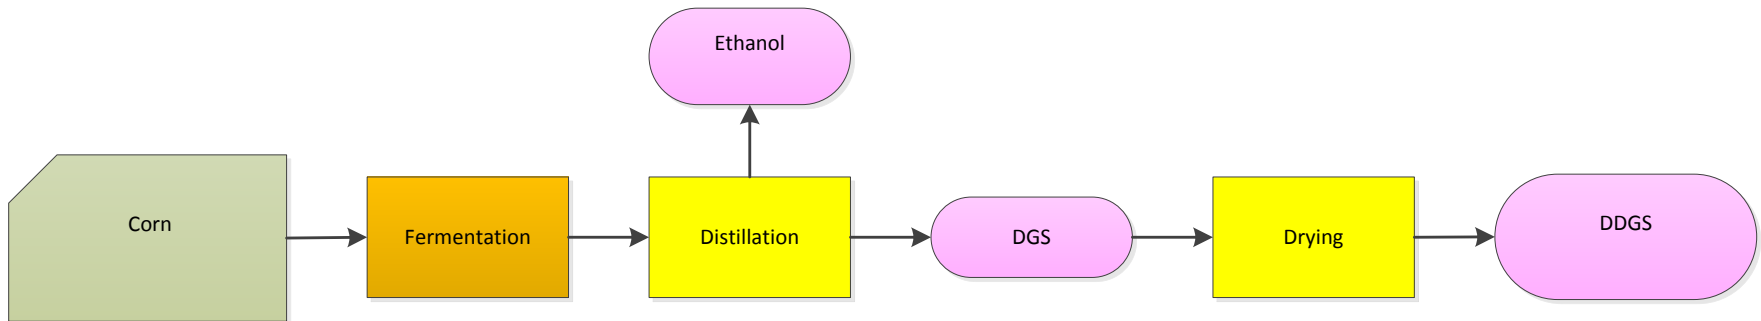 Ethanol
Corn
Fermentation
Distillation
DGS
Drying
DDGS